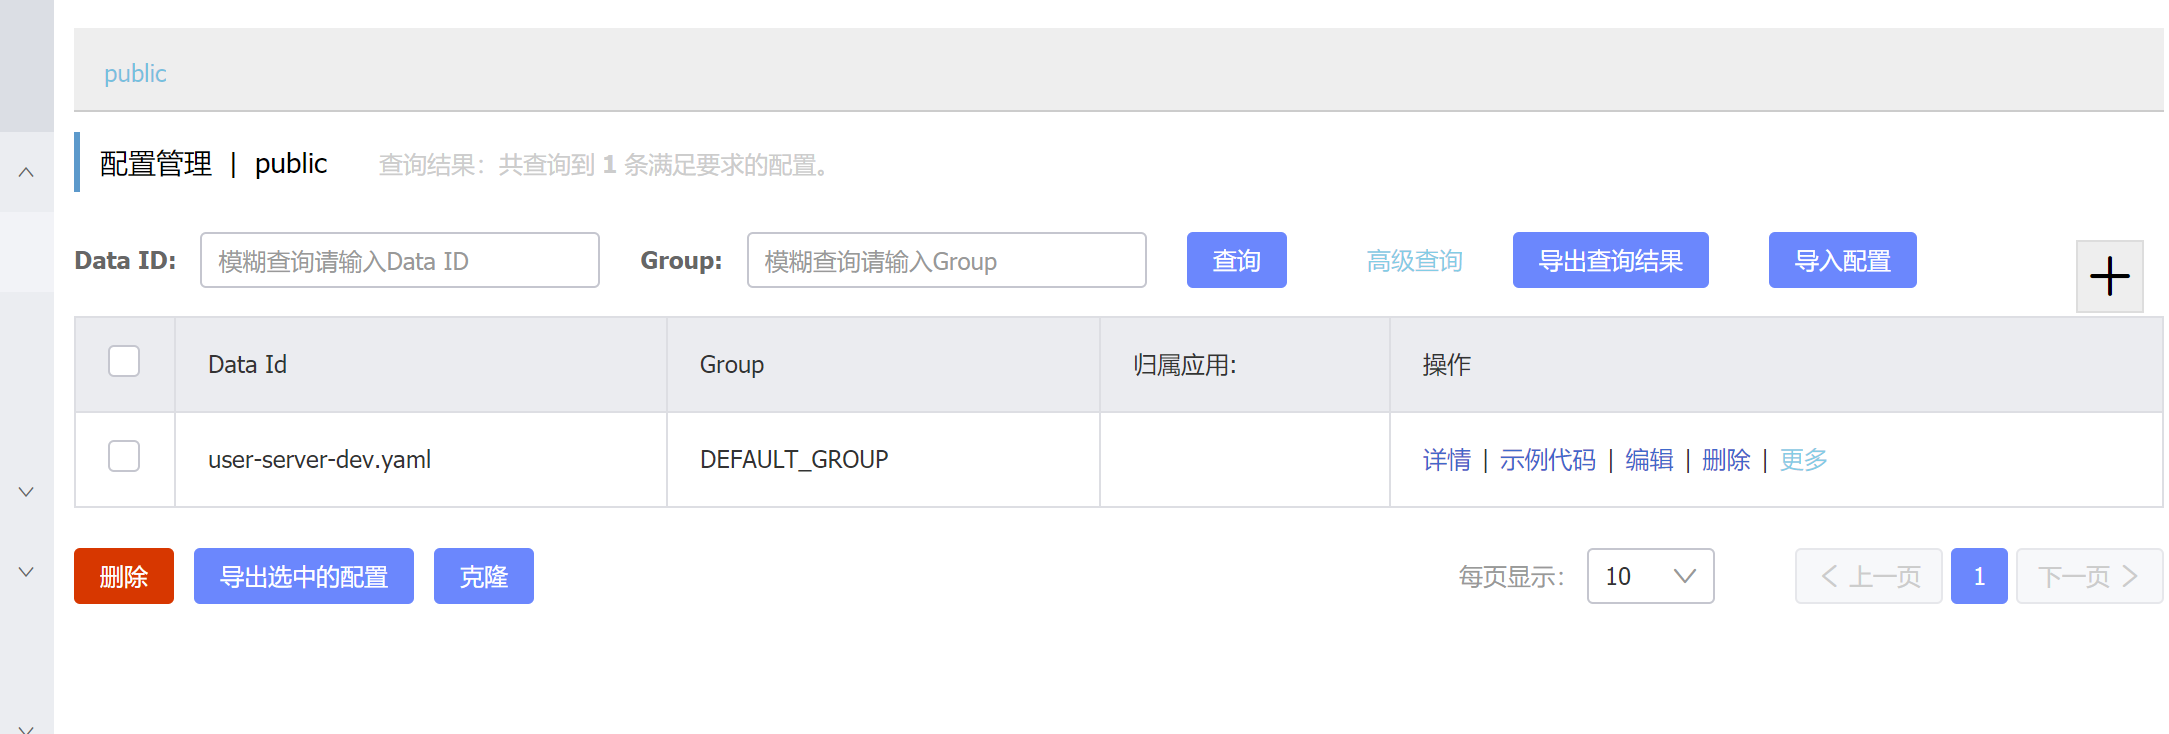 public
配置管理 | public 查询结果：共查询到 1 条满足要求的配置。
Data ID: 模糊查询请输入Data ID Group: 模糊查询请输入Group 查询 高级查询 导出查询结果 导入配置
Data Id Group 归属应用: 操作
user-server-dev.yaml DEFAULT_GROUP 详情 | 示例代码 | 编辑 | 删除 | 更多
删除 导出选中的配置 克隆 每页显示： 10 上一页 1 下一页